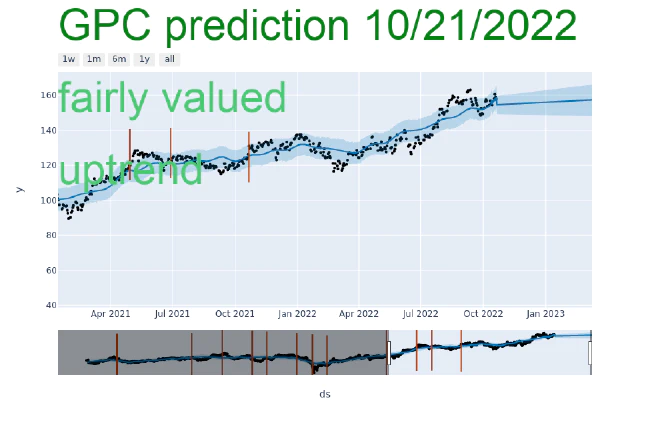 GPC prediction 10/21/2022
1w 1m 6m 1y all
fairly valued
uptrend
160
140
120
100
80
60
40
y
Apr 2021 Jul 2021 Oct 2021 Jan 2022 Apr 2022 Jul 2022 Oct 2022 Jan 2023
ds